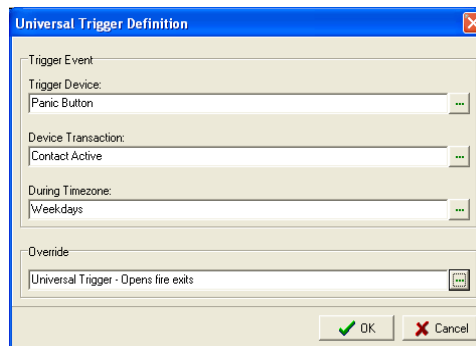 Universal Trigger Definition
Trigger Event
Trigger Device:
Panic Button
Device Transaction:
Contact Active
During Timezone:
Weekdays
Override
Universal Trigger - Opens fire exits
OK Cancel